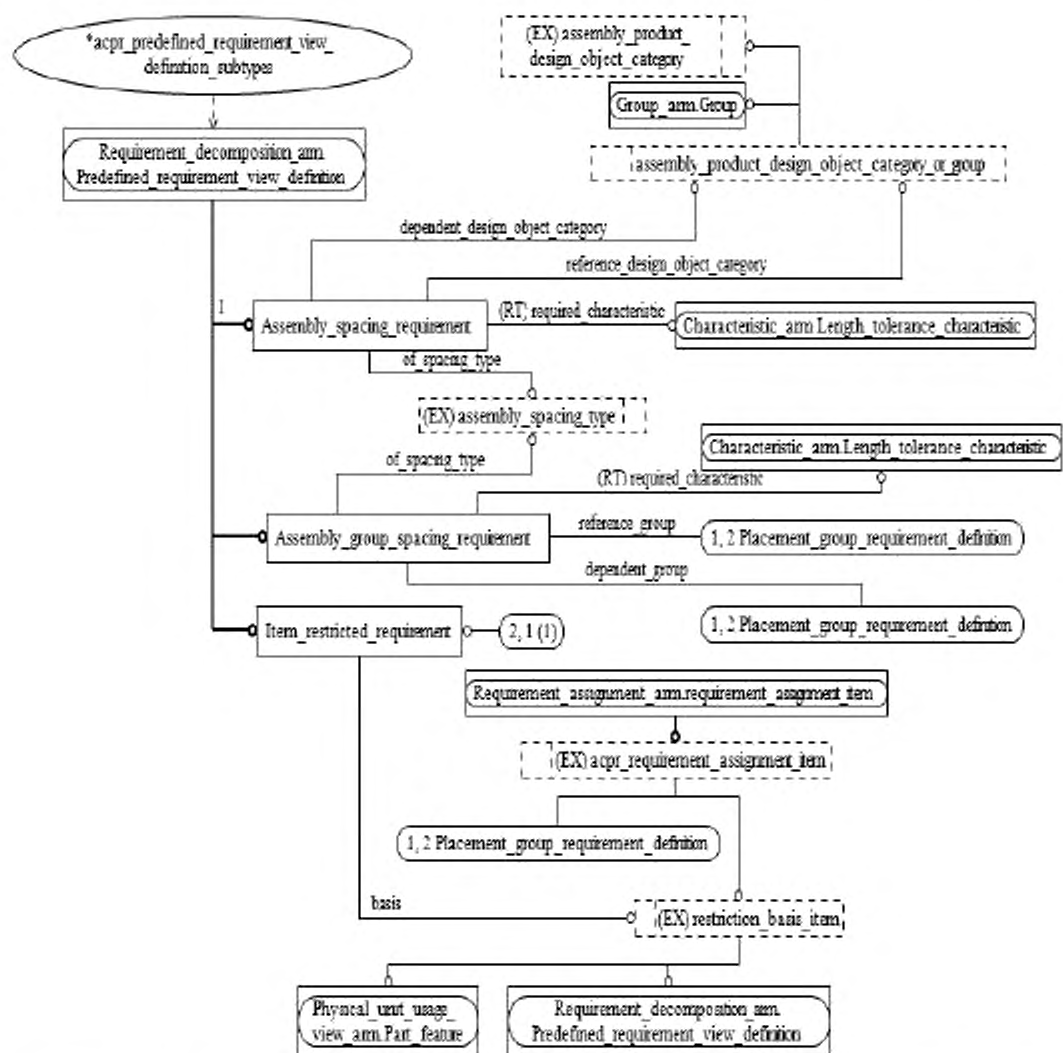 *acpr_predefined_requirement_view_
definition_subtypes
(EX) assembly_product_
design_object_category
Group_arm.Group
Requirement_decomposition_arm.
Predefined_requirement_view_definition
assembly_product_design_object_category_or_group
dependent_design_object_category
reference_design_object_category
1
Assembly_spacing_requirement
(RT) required_characteristic
Characteristic_arm.Length_tolerance_characteristic
of_spacing_type
(EX) assembly_spacing_type
of_spacing_type
Characteristic_arm.Length_tolerance_characteristic
(RT) required_characteristic
Assembly_group_spacing_requirement
reference_group
1, 2 Placement_group_requirement_definition
dependent_group
Item_restricted_requirement
2, 1 (1)
1, 2 Placement_group_requirement_definition
Requirement_assignment_arm.requirement_assignment_item
(EX) acpr_requirement_assignment_item
1, 2 Placement_group_requirement_definition
basis
(EX) restriction_basis_item
Physical_unit_usage_
view_arm.Part_feature
Requirement_decomposition_arm.
Predefined_requirement_view_definition